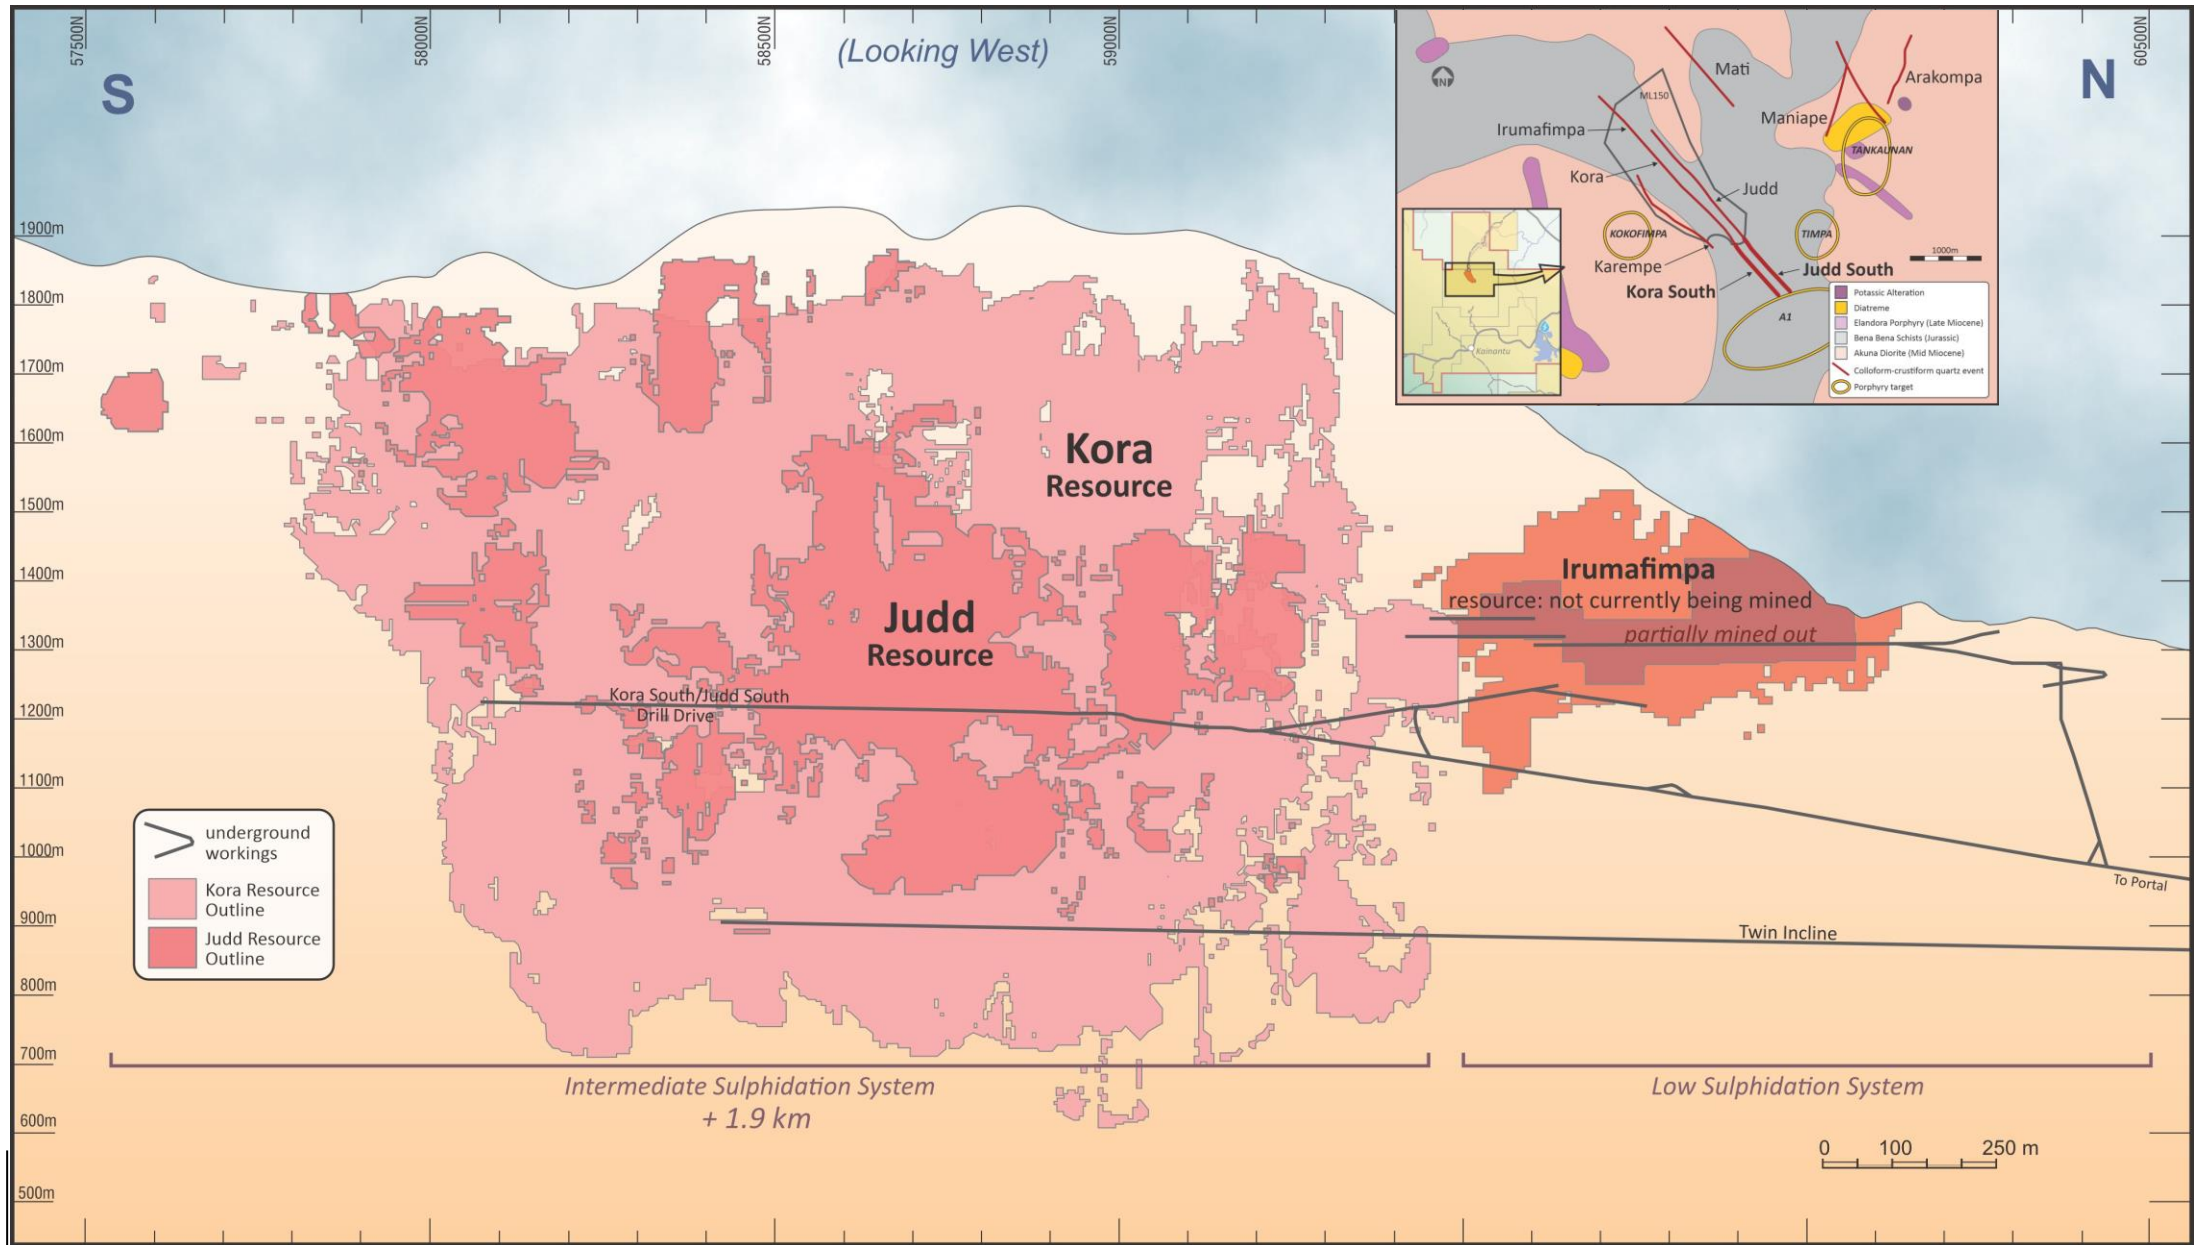 57500N
58000N
58500N
59000N
60500N
S
(Looking West)
N
1900m
1800m
1700m
1600m
1500m
1400m
1300m
1200m
1100m
1000m
900m
800m
700m
600m
500m
Mati
Arakompa
ML150
Maniape
Irumafimpa
TANKAUNAN
Kora
Judd
N
KOKOFIMPA
TIMPA
1000m
Karempe
Judd South
Kora South
A1
Kainantu
Potassic Alteration
Diatreme
Elandora Porphyry (Late Miocene)
Bena Bena Schists (Jurassic)
Akuna Diorite (Mid Miocene)
Colloform-crustiform quartz event
Porphyry target
Kora
Resource
Judd
Resource
Irumafimpa
resource: not currently being mined
partially mined out
Kora South/Judd South
Drill Drive
To Portal
Twin Incline
underground
workings
Kora Resource
Outline
Judd Resource
Outline
Intermediate Sulphidation System
+ 1.9 km
Low Sulphidation System
0 100 250 m